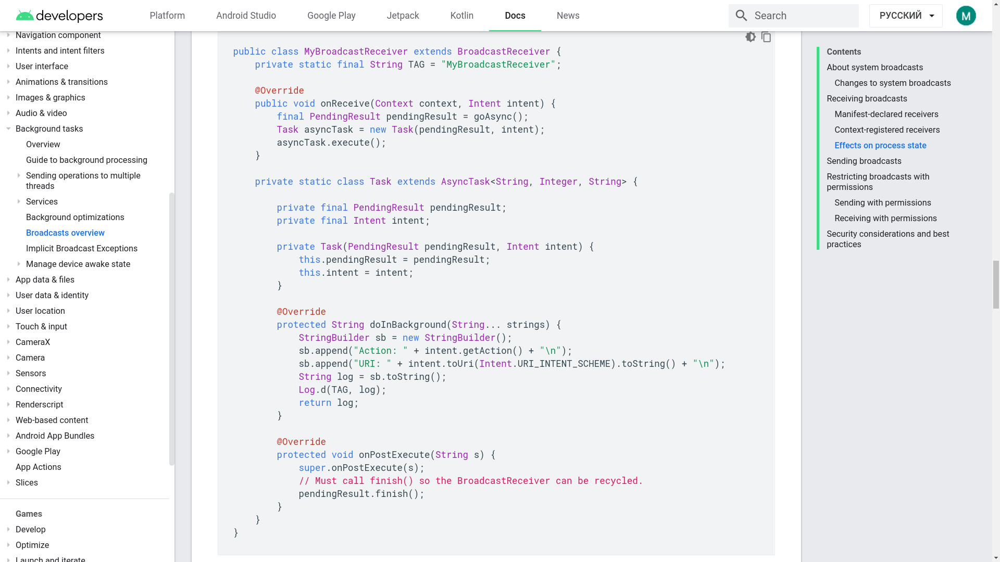 developers
Platform
Android Studio
Google Play
Jetpack
Kotlin
Docs
News
Search
РУССКИЙ
M
Navigation component
Intents and intent filters
User interface
Animations & transitions
Images & graphics
Audio & video
Background tasks
Overview
Guide to background processing
Sending operations to multiple
threads
Services
Background optimizations
Broadcasts overview
Implicit Broadcast Exceptions
Manage device awake state
App data & files
User data & identity
User location
Touch & input
CameraX
Camera
Sensors
Connectivity
Renderscript
Web-based content
Android App Bundles
Google Play
App Actions
Slices
Games
Develop
Optimize
Launch and iterate
public class MyBroadcastReceiver extends BroadcastReceiver {
    private static final String TAG = "MyBroadcastReceiver";
    @Override
    public void onReceive(Context context, Intent intent) {
        final PendingResult pendingResult = goAsync();
        Task asyncTask = new Task(pendingResult, intent);
        asyncTask.execute();
    }
    private static class Task extends AsyncTask<String, Integer, String> {
        private final PendingResult pendingResult;
        private final Intent intent;
        private Task(PendingResult pendingResult, Intent intent) {
            this.pendingResult = pendingResult;
            this.intent = intent;
        }
        @Override
        protected String doInBackground(String... strings) {
            StringBuilder sb = new StringBuilder();
            sb.append("Action: " + intent.getAction() + "\n");
            sb.append("URI: " + intent.toUri(Intent.URI_INTENT_SCHEME).toString() + "\n");
            String log = sb.toString();
            Log.d(TAG, log);
            return log;
        }
        @Override
        protected void onPostExecute(String s) {
            super.onPostExecute(s);
            // Must call finish() so the BroadcastReceiver can be recycled.
            pendingResult.finish();
        }
    }
}
Contents
About system broadcasts
Changes to system broadcasts
Receiving broadcasts
Manifest-declared receivers
Context-registered receivers
Effects on process state
Sending broadcasts
Restricting broadcasts with
permissions
Sending with permissions
Receiving with permissions
Security considerations and best
practices